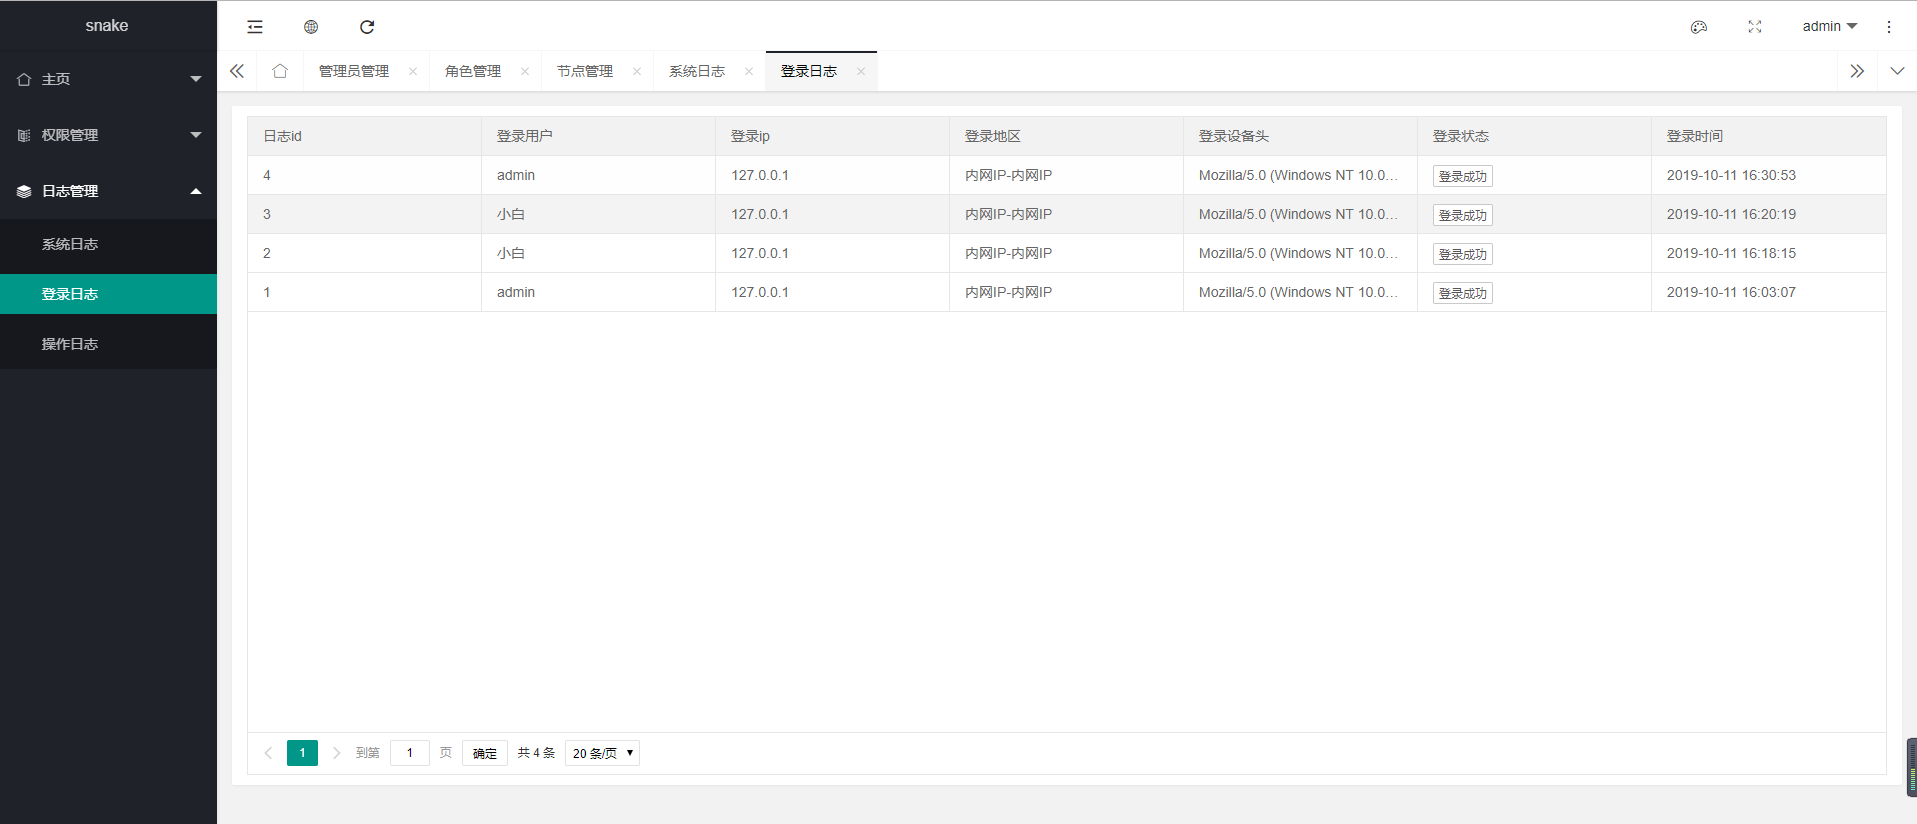 snake
admin
主页
权限管理
日志管理
系统日志
登录日志
操作日志
管理员管理 角色管理 节点管理 系统日志 登录日志
日志id 登录用户 登录ip 登录地区 登录设备头 登录状态 登录时间
4 admin 127.0.0.1 内网IP-内网IP Mozilla/5.0 (Windows NT 10.0... 登录成功 2019-10-11 16:30:53
3 小白 127.0.0.1 内网IP-内网IP Mozilla/5.0 (Windows NT 10.0... 登录成功 2019-10-11 16:20:19
2 小白 127.0.0.1 内网IP-内网IP Mozilla/5.0 (Windows NT 10.0... 登录成功 2019-10-11 16:18:15
1 admin 127.0.0.1 内网IP-内网IP Mozilla/5.0 (Windows NT 10.0... 登录成功 2019-10-11 16:03:07
1 到第 1 页 确定 共 4 条 20 条/页